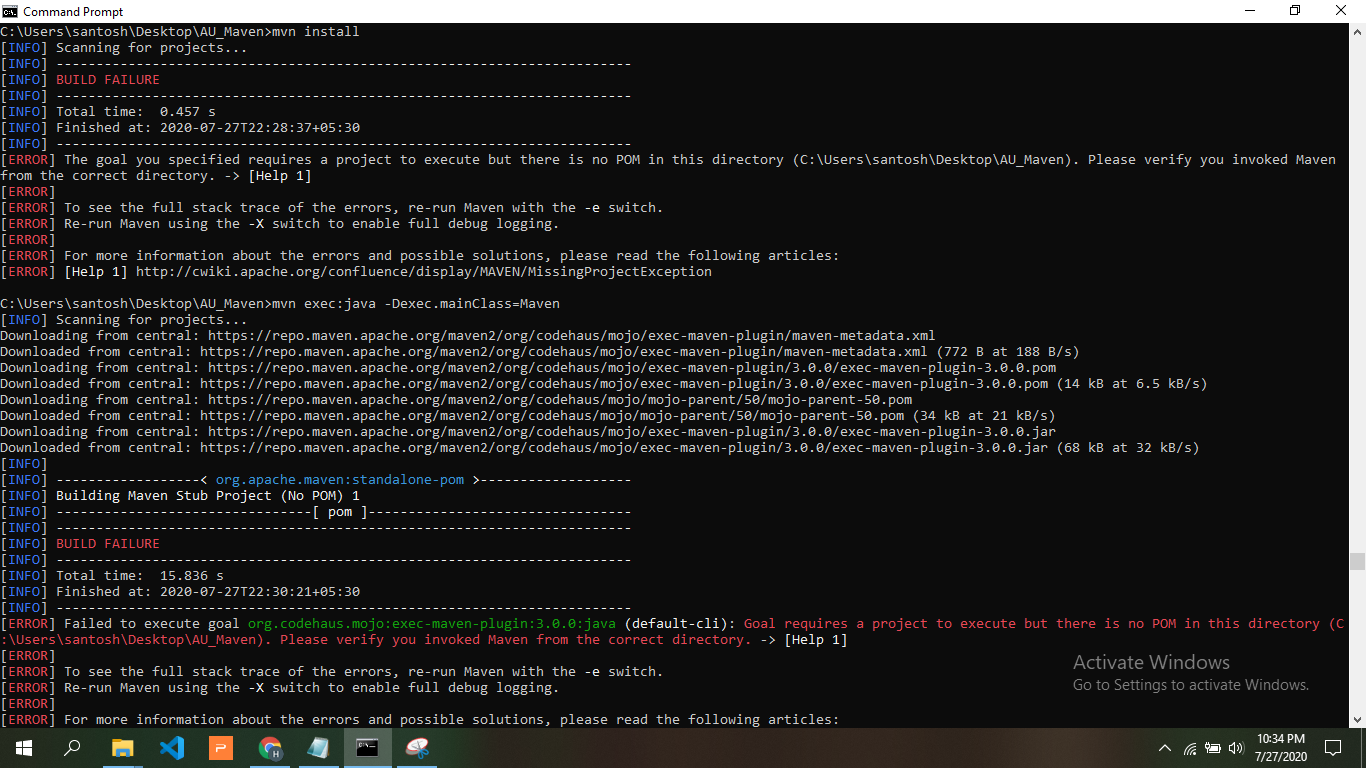 Command Prompt
C:\Users\santosh\Desktop\AU_Maven>mvn install
[INFO] Scanning for projects...
[INFO] ------------------------------------------------------------------------
[INFO] BUILD FAILURE
[INFO] ------------------------------------------------------------------------
[INFO] Total time:  0.457 s
[INFO] Finished at: 2020-07-27T22:28:37+05:30
[INFO] ------------------------------------------------------------------------
[ERROR] The goal you specified requires a project to execute but there is no POM in this directory (C:\Users\santosh\Desktop\AU_Maven). Please verify you invoked Maven
from the correct directory. -> [Help 1]
[ERROR]
[ERROR] To see the full stack trace of the errors, re-run Maven with the -e switch.
[ERROR] Re-run Maven using the -X switch to enable full debug logging.
[ERROR]
[ERROR] For more information about the errors and possible solutions, please read the following articles:
[ERROR] [Help 1] http://cwiki.apache.org/confluence/display/MAVEN/MissingProjectException
C:\Users\santosh\Desktop\AU_Maven>mvn exec:java -Dexec.mainClass=Maven
[INFO] Scanning for projects...
Downloading from central: https://repo.maven.apache.org/maven2/org/codehaus/mojo/exec-maven-plugin/maven-metadata.xml
Downloaded from central: https://repo.maven.apache.org/maven2/org/codehaus/mojo/exec-maven-plugin/maven-metadata.xml (772 B at 188 B/s)
Downloading from central: https://repo.maven.apache.org/maven2/org/codehaus/mojo/exec-maven-plugin/3.0.0/exec-maven-plugin-3.0.0.pom
Downloaded from central: https://repo.maven.apache.org/maven2/org/codehaus/mojo/exec-maven-plugin/3.0.0/exec-maven-plugin-3.0.0.pom (14 kB at 6.5 kB/s)
Downloading from central: https://repo.maven.apache.org/maven2/org/codehaus/mojo/mojo-parent/50/mojo-parent-50.pom
Downloaded from central: https://repo.maven.apache.org/maven2/org/codehaus/mojo/mojo-parent/50/mojo-parent-50.pom (34 kB at 21 kB/s)
Downloading from central: https://repo.maven.apache.org/maven2/org/codehaus/mojo/exec-maven-plugin/3.0.0/exec-maven-plugin-3.0.0.jar
Downloaded from central: https://repo.maven.apache.org/maven2/org/codehaus/mojo/exec-maven-plugin/3.0.0/exec-maven-plugin-3.0.0.jar (68 kB at 32 kB/s)
[INFO]
[INFO] ------------------< org.apache.maven:standalone-pom >-------------------
[INFO] Building Maven Stub Project (No POM) 1
[INFO] --------------------------------[ pom ]---------------------------------
[INFO] ------------------------------------------------------------------------
[INFO] BUILD FAILURE
[INFO] ------------------------------------------------------------------------
[INFO] Total time:  15.836 s
[INFO] Finished at: 2020-07-27T22:30:21+05:30
[INFO] ------------------------------------------------------------------------
[ERROR] Failed to execute goal org.codehaus.mojo:exec-maven-plugin:3.0.0:java (default-cli): Goal requires a project to execute but there is no POM in this directory (C
:\Users\santosh\Desktop\AU_Maven). Please verify you invoked Maven from the correct directory. -> [Help 1]
[ERROR]
[ERROR] To see the full stack trace of the errors, re-run Maven with the -e switch.
[ERROR] Re-run Maven using the -X switch to enable full debug logging.
[ERROR]
[ERROR] For more information about the errors and possible solutions, please read the following articles:
Activate Windows
Go to Settings to activate Windows.
10:34 PM
7/27/2020